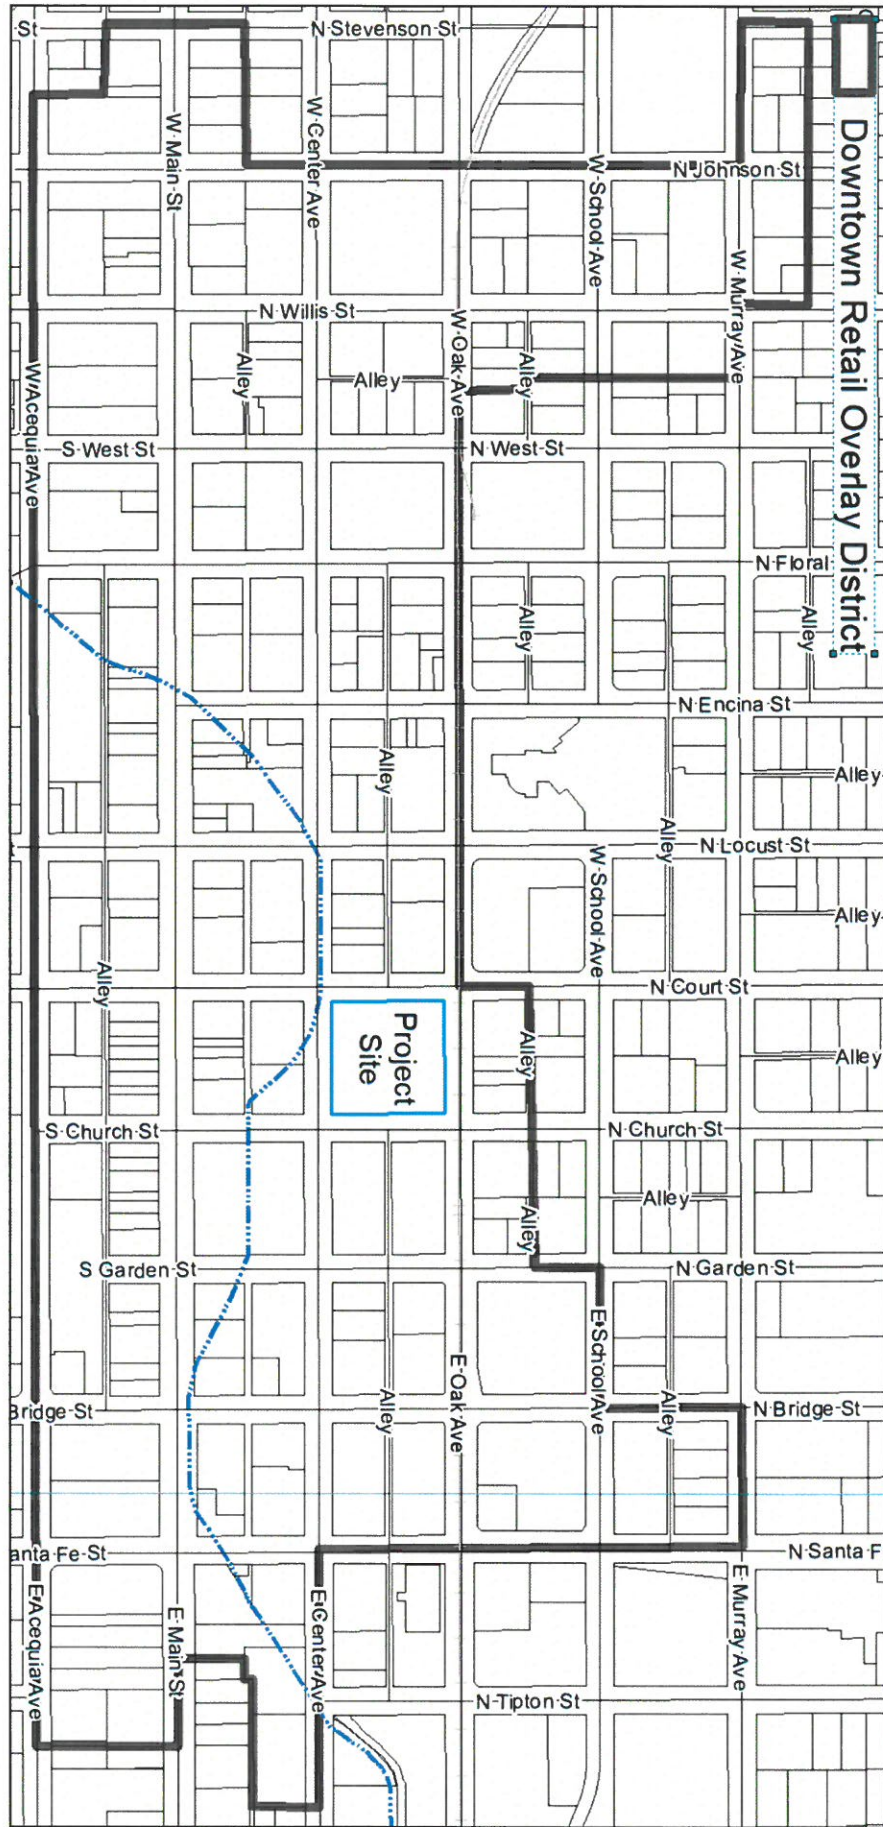 Downtown Retail Overlay District
St
N Stevenson St
W Center Ave
W Main St
N Johnson St
W School Ave
W Murray Ave
N Willis St
W Oak Ave
Alley
Alley
Alley
W Acequia Ave
S West St
N West St
N Floral
Alley
Alley
N Encina St
Alley
Alley
Alley
N Locust St
W School Ave
Alley
Alley
N Court St
Project
Site
Alley
Alley
S Church St
N Church St
Alley
Alley
S Garden St
N Garden St
E School Ave
E Oak Ave
Alley
Alley
Bridge St
N Bridge St
anta Fe St
N Santa F
E Acequia Ave
E Main St
E Center Ave
E Murray Ave
N Tipton St